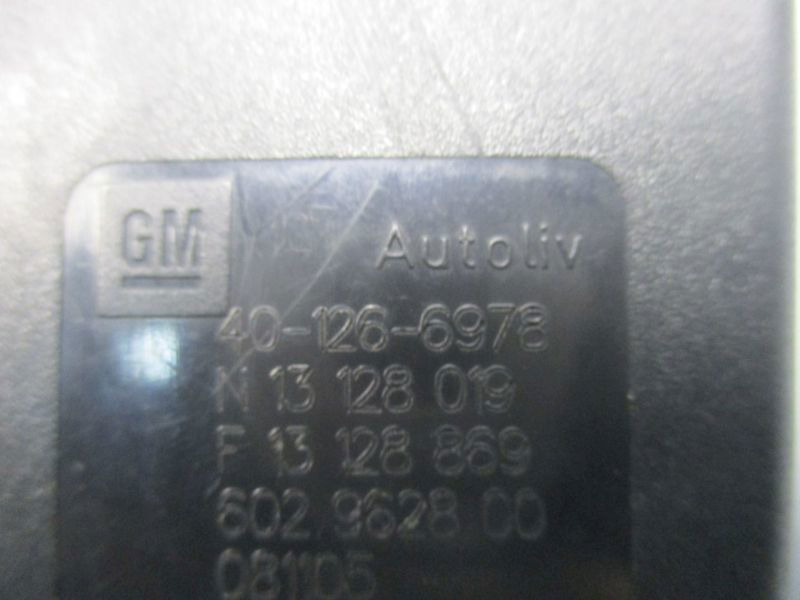 GM Autoliv
40-126-6978
N 13 128 019
F 13 128 869
602 9628 00
081105